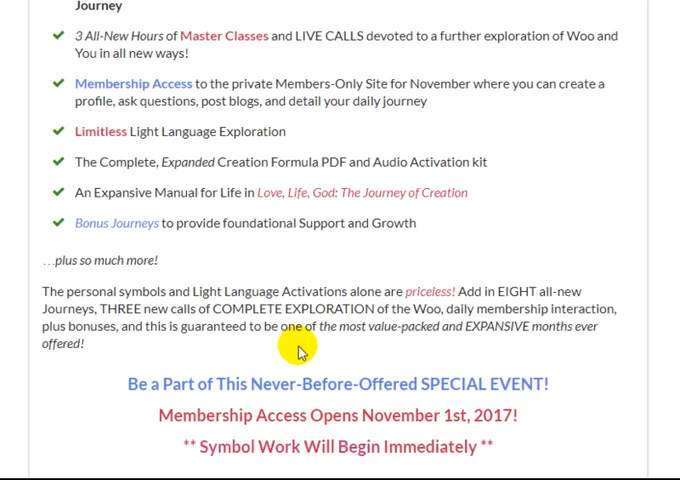 Journey
3 All-New Hours of Master Classes and LIVE CALLS devoted to a further exploration of Woo and
You in all new ways!
Membership Access to the private Members-Only Site for November where you can create a
profile, ask questions, post blogs, and detail your daily journey
Limitless Light Language Exploration
The Complete, Expanded Creation Formula PDF and Audio Activation kit
An Expansive Manual for Life in Love, Life, God: The Journey of Creation
Bonus Journeys to provide foundational Support and Growth
…plus so much more!
The personal symbols and Light Language Activations alone are priceless! Add in EIGHT all-new
Journeys, THREE new calls of COMPLETE EXPLORATION of the Woo, daily membership interaction,
plus bonuses, and this is guaranteed to be one of the most value-packed and EXPANSIVE months ever
offered!
Be a Part of This Never-Before-Offered SPECIAL EVENT!
Membership Access Opens November 1st, 2017!
** Symbol Work Will Begin Immediately **